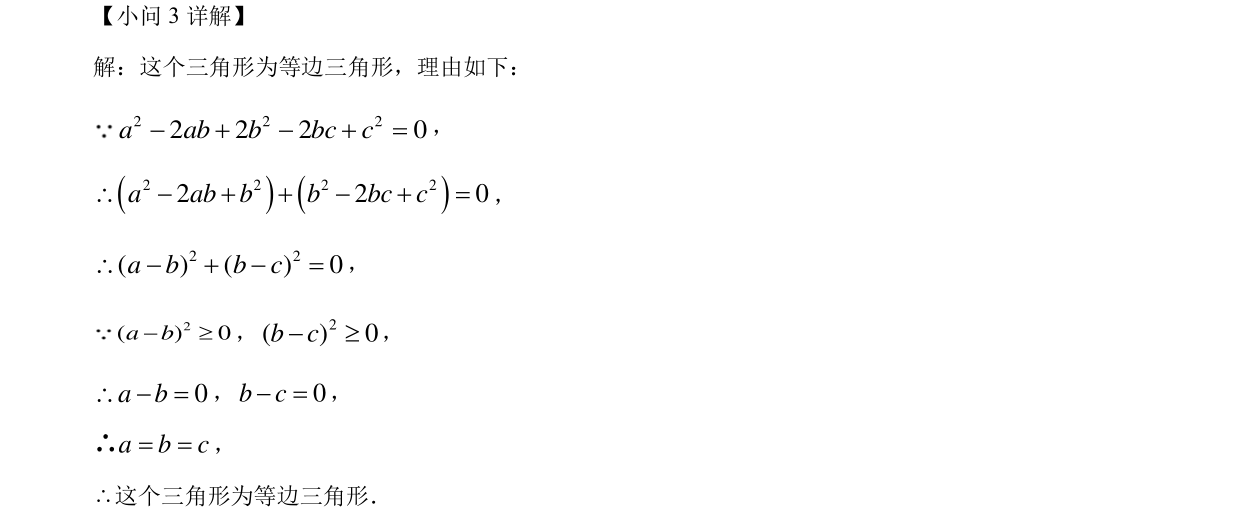 【小问 3 详解】
解：这个三角形为等边三角形，理由如下：
∵a² − 2ab + 2b² − 2bc + c² = 0，
∴(a² − 2ab + b²) + (b² − 2bc + c²) = 0，
∴(a − b)² + (b − c)² = 0，
∵(a − b)² ≥ 0，(b − c)² ≥ 0，
∴a − b = 0，b − c = 0，
∴a = b = c，
∴这个三角形为等边三角形．